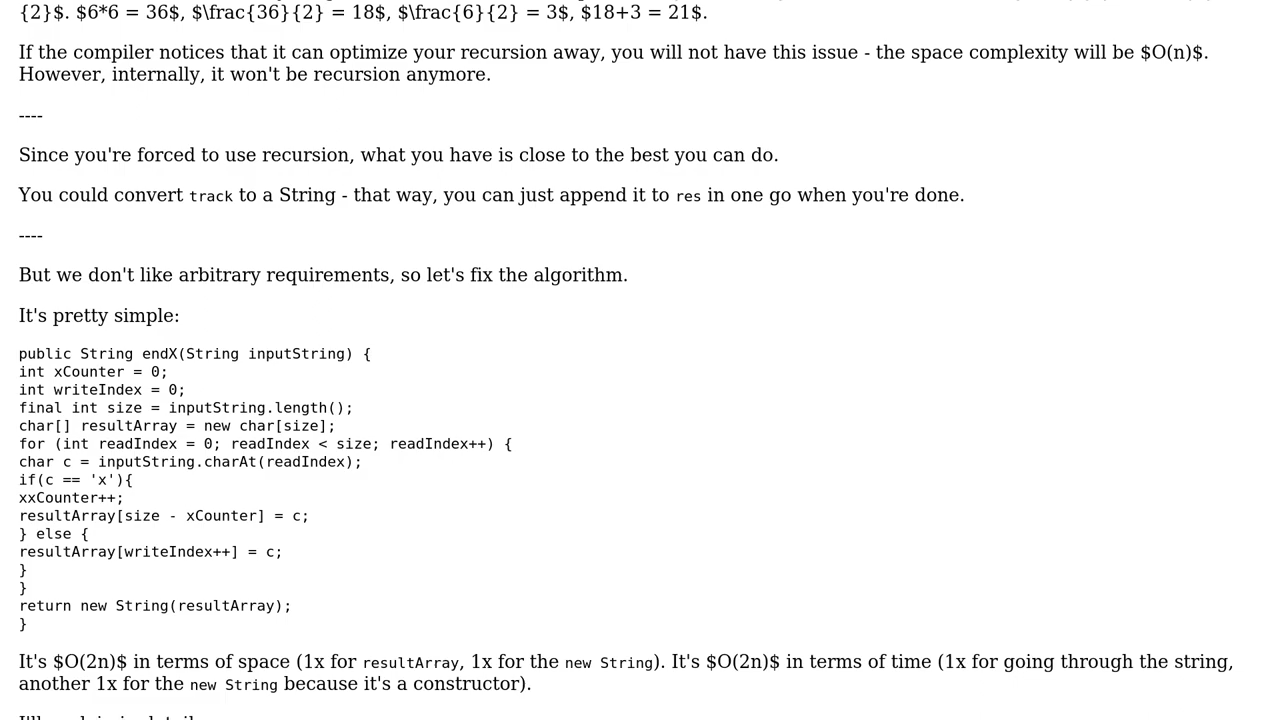 {2}$. $6*6 = 36$, $\frac{36}{2} = 18$, $\frac{6}{2} = 3$, $18+3 = 21$.
If the compiler notices that it can optimize your recursion away, you will not have this issue - the space complexity will be $O(n)$.
However, internally, it won't be recursion anymore.
----
Since you're forced to use recursion, what you have is close to the best you can do.
You could convert track to a String - that way, you can just append it to res in one go when you're done.
----
But we don't like arbitrary requirements, so let's fix the algorithm.
It's pretty simple:
public String endX(String inputString) {
int xCounter = 0;
int writeIndex = 0;
final int size = inputString.length();
char[] resultArray = new char[size];
for (int readIndex = 0; readIndex < size; readIndex++) {
char c = inputString.charAt(readIndex);
if(c == 'x'){
xxCounter++;
resultArray[size - xCounter] = c;
} else {
resultArray[writeIndex++] = c;
}
}
return new String(resultArray);
}
It's $O(2n)$ in terms of space (1x for resultArray, 1x for the new String). It's $O(2n)$ in terms of time (1x for going through the string,
another 1x for the new String because it's a constructor).